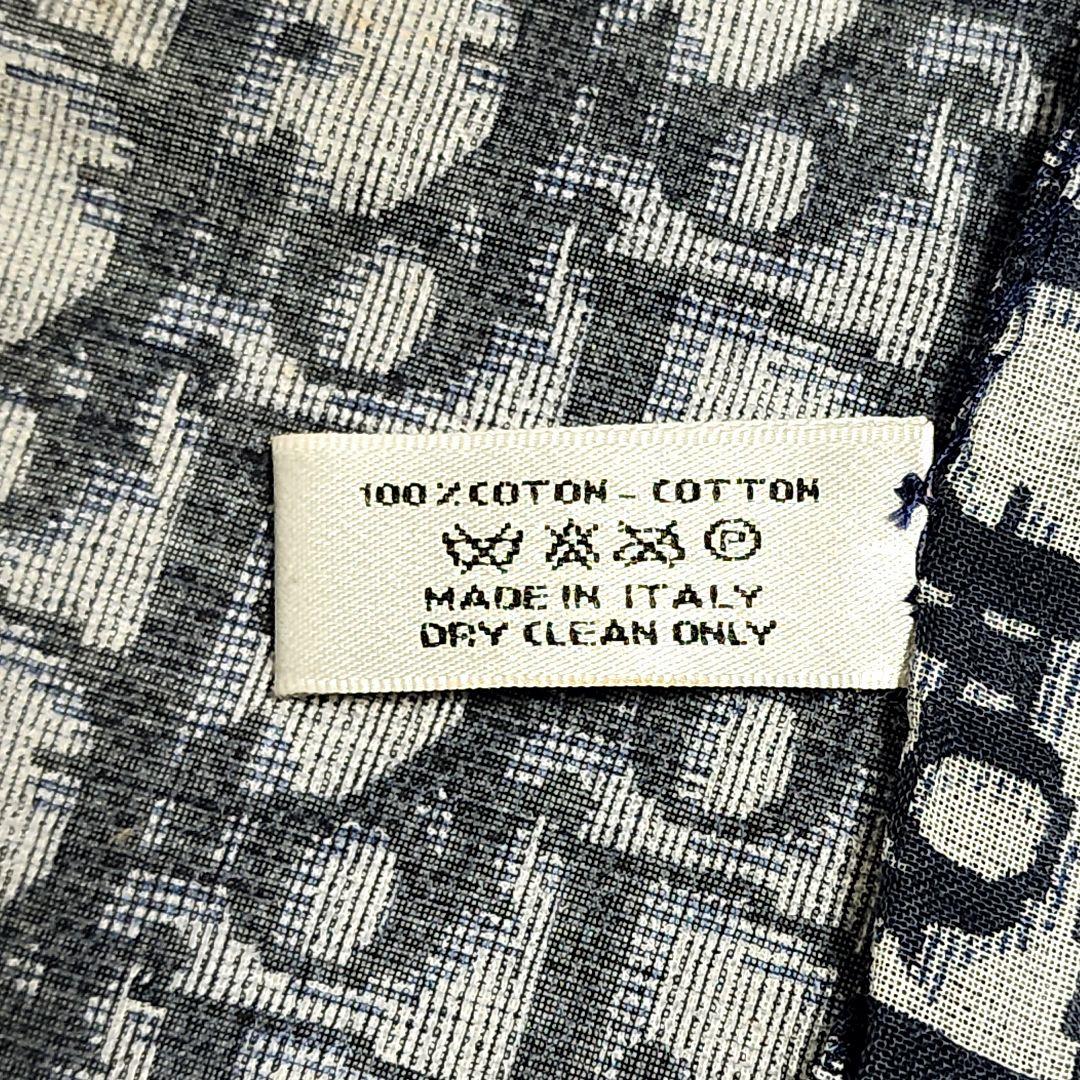 100% COTON - COTTON
P
MADE IN ITALY
DRY CLEAN ONLY